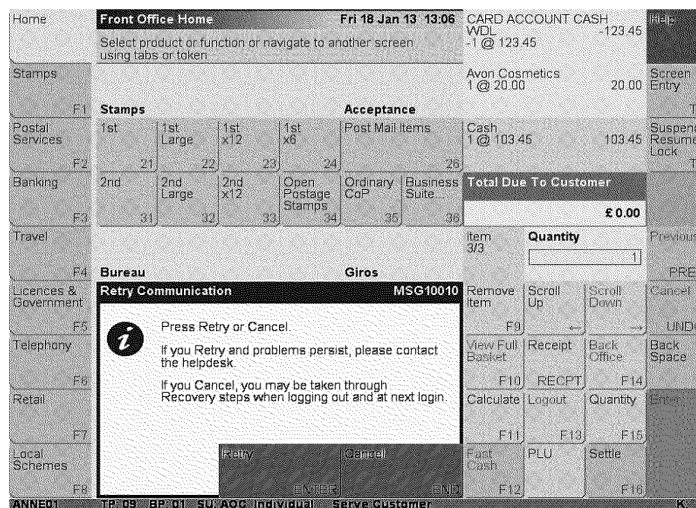 Home
Front Office Home Fri 18 Jan 13 13:06
Select product or function or navigate to another screen
using tabs or token
CARD ACCOUNT CASH
WDL -123.45
-1 @ 123.45
Help
Stamps
F1
Stamps Acceptance
Avon Cosmetics
1 @ 20.00 20.00
Screen
Entry
Postal
Services
F2
1st
21
1st
Large
22
1st
x12
23
1st
x6
24
Post Mail Items
26
Cash
1 @ 103.45 103.45
Suspend
Resume
Lock
Banking
F3
2nd
31
2nd
Large
32
2nd
x12
33
Open
Postage
Stamps
34
Ordinary
CoP
35
Business
Suite...
36
Total Due To Customer
£ 0.00
Travel
F4
Bureau Giros
Item
3/3
Quantity
1
Previous
PRE
Licences &
Government
F5
Retry Communication MSG10010
Press Retry or Cancel.
If you Retry and problems persist, please contact
the helpdesk.
If you Cancel, you may be taken through
Recovery steps when logging out and at next login.
Retry
ENTER
Cancel
END
Remove
Item
F9
Scroll
Up
←
Scroll
Down
→
Cancel
UNDO
Telephony
F6
View Full
Basket
F10
Receipt
RECPT
Back
Office
F14
Back
Space
Retail
F7
Calculate
F11
Logout
F13
Quantity
F15
Enter
Local
Schemes
F8
Fast
Cash
F12
PLU
Settle
F16
ANNE01 TP: 09 BP: 01 SU: AOC Individual Serve Customer K